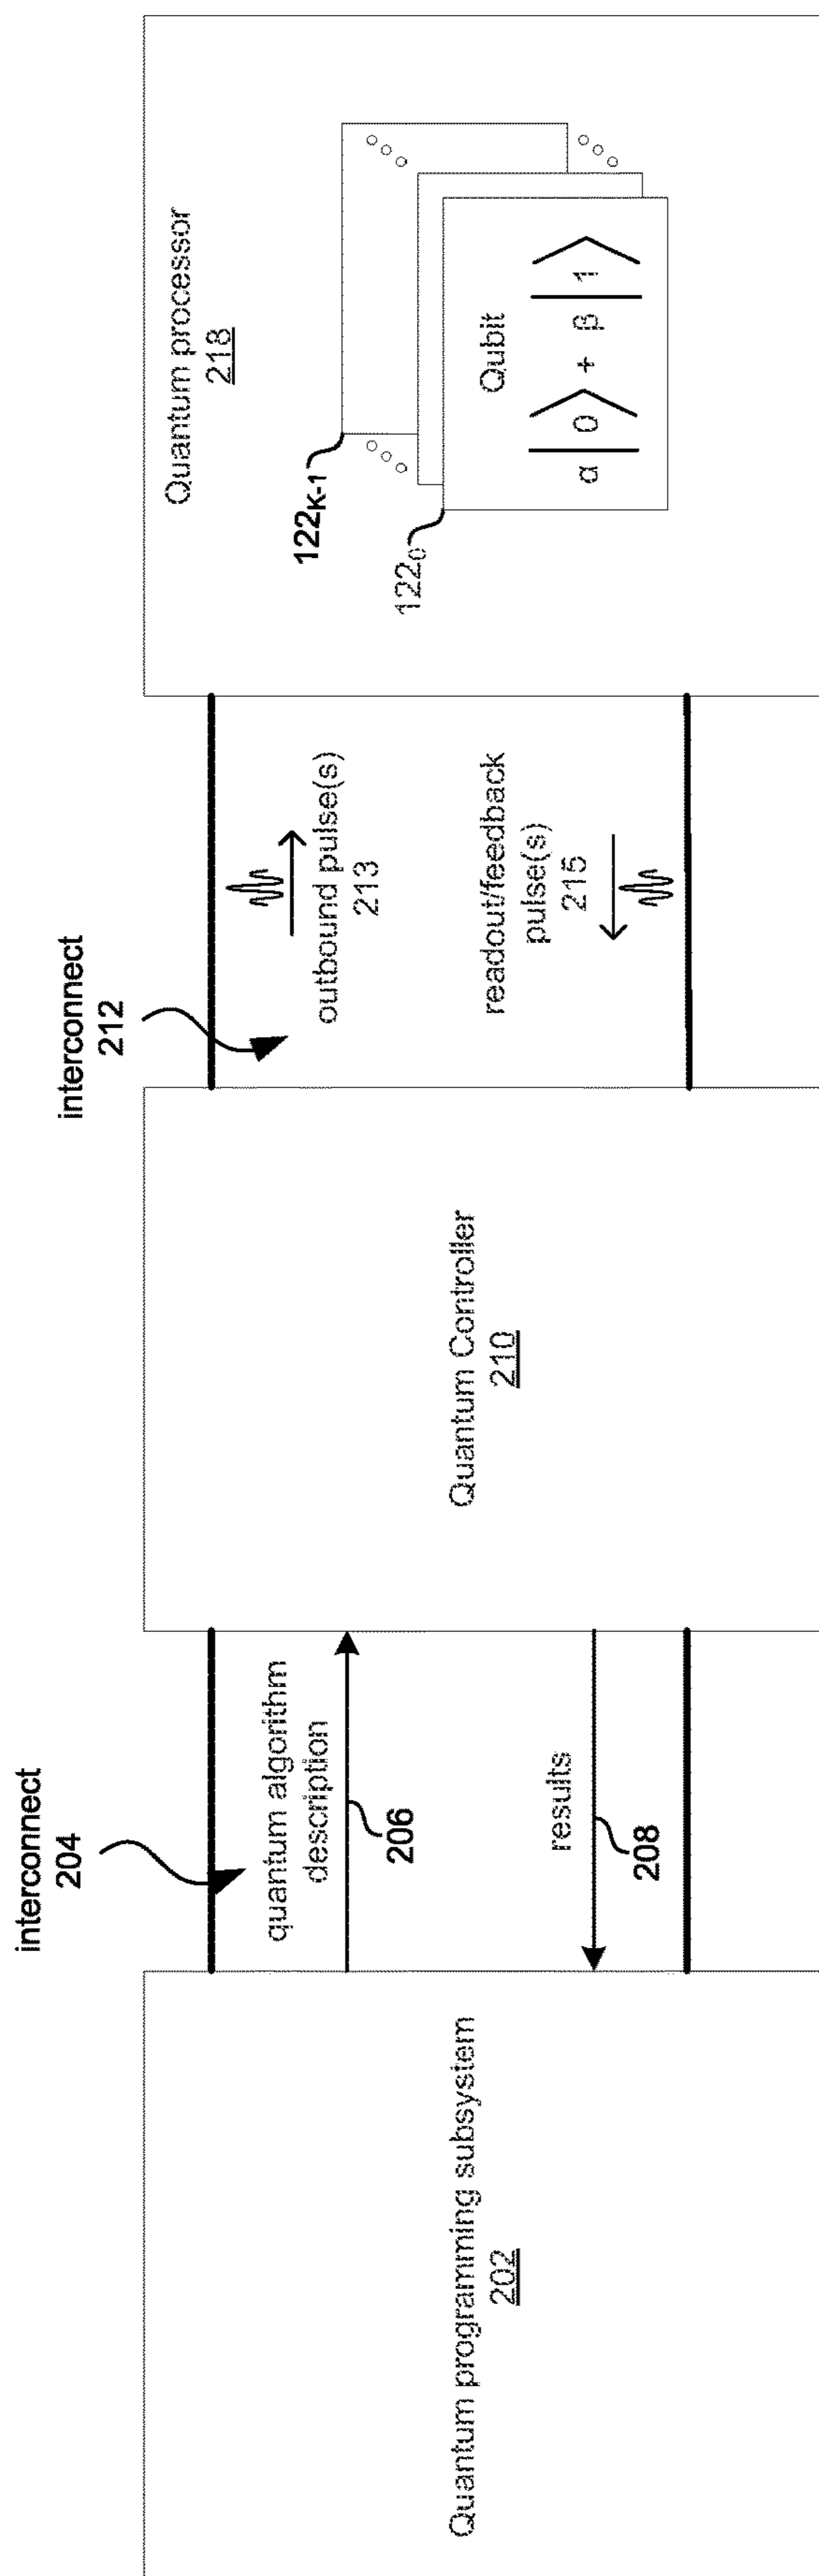 interconnect
204
interconnect
212
Quantum programming subsystem
202
quantum algorithm
description
206
results
208
Quantum Controller
210
outbound pulse(s)
213
readout/feedback
pulse(s)
215
Quantum processor
218
122K-1
1220
Qubit
α|0⟩ + β|1⟩